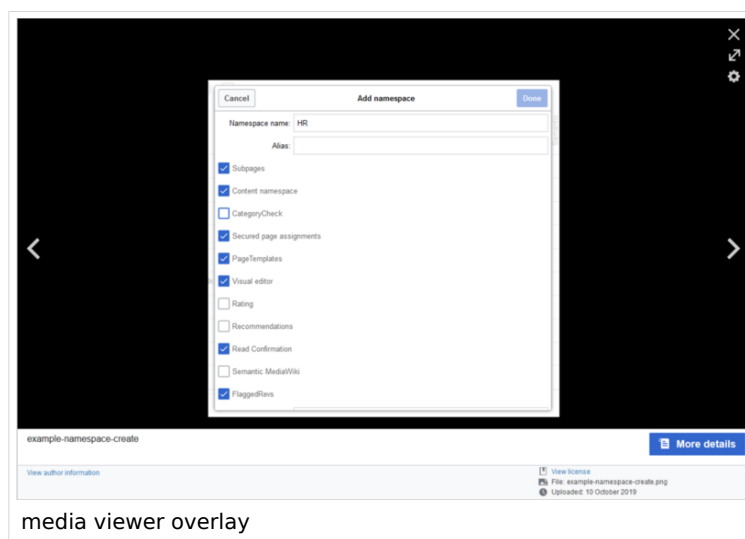 Cancel Add namespace Done
Namespace name: HR
Alias:
Subpages
Content namespace
CategoryCheck
Secured page assignments
PageTemplates
Visual editor
Rating
Recommendations
Read Confirmation
Semantic MediaWiki
FlaggedRevs
example-namespace-create
More details
View author information
View license
File: example-namespace-create.png
Uploaded: 10 October 2019
media viewer overlay